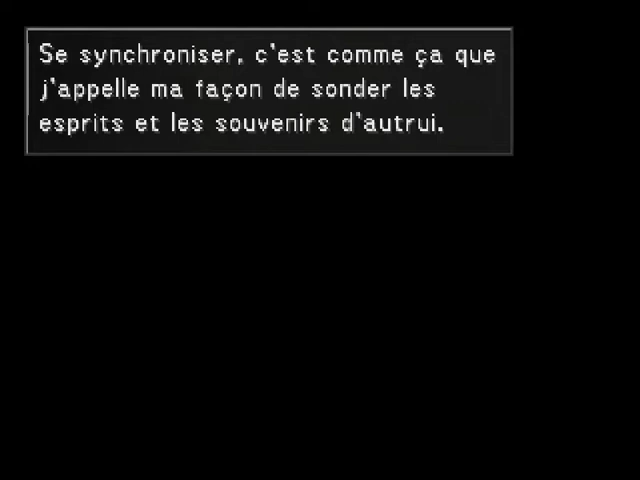 Se synchroniser, c'est comme ça que
j'appelle ma façon de sonder les
esprits et les souvenirs d'autrui.